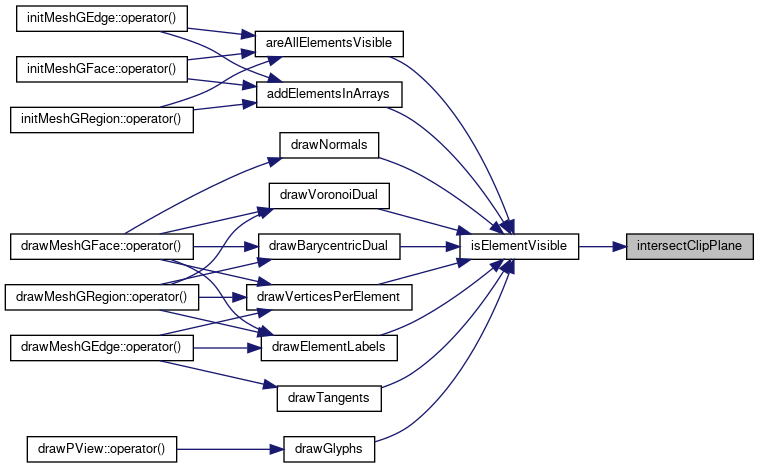 initMeshGEdge::operator()
areAllElementsVisible
initMeshGFace::operator()
addElementsInArrays
initMeshGRegion::operator()
drawNormals
drawVoronoiDual
drawMeshGFace::operator()
drawBarycentricDual
isElementVisible
intersectClipPlane
drawMeshGRegion::operator()
drawVerticesPerElement
drawMeshGEdge::operator()
drawElementLabels
drawTangents
drawPView::operator()
drawGlyphs